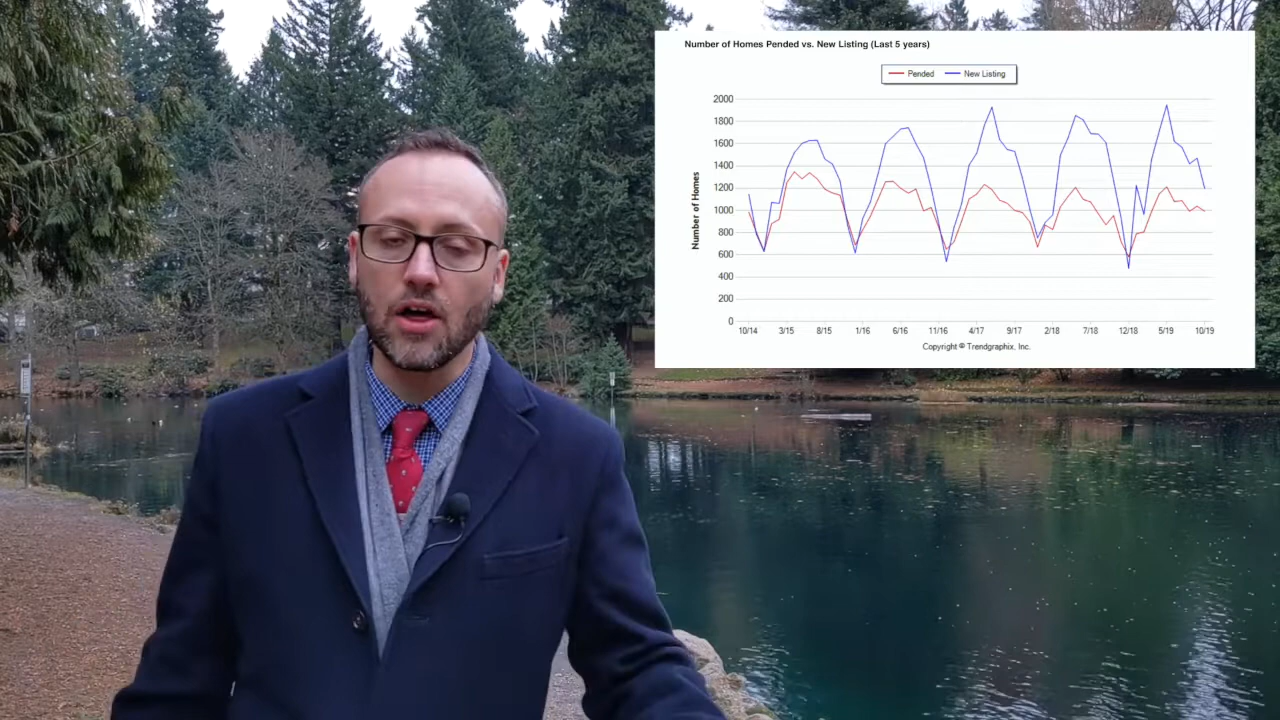 Number of Homes Pended vs. New Listing (Last 5 years)
Pended New Listing
2000
1800
1600
1400
1200
1000
800
600
400
200
0
Number of Homes
10/14 3/15 8/15 1/16 6/16 11/16 4/17 9/17 2/18 7/18 12/18 5/19 10/19
Copyright ® Trendgraphix, Inc.